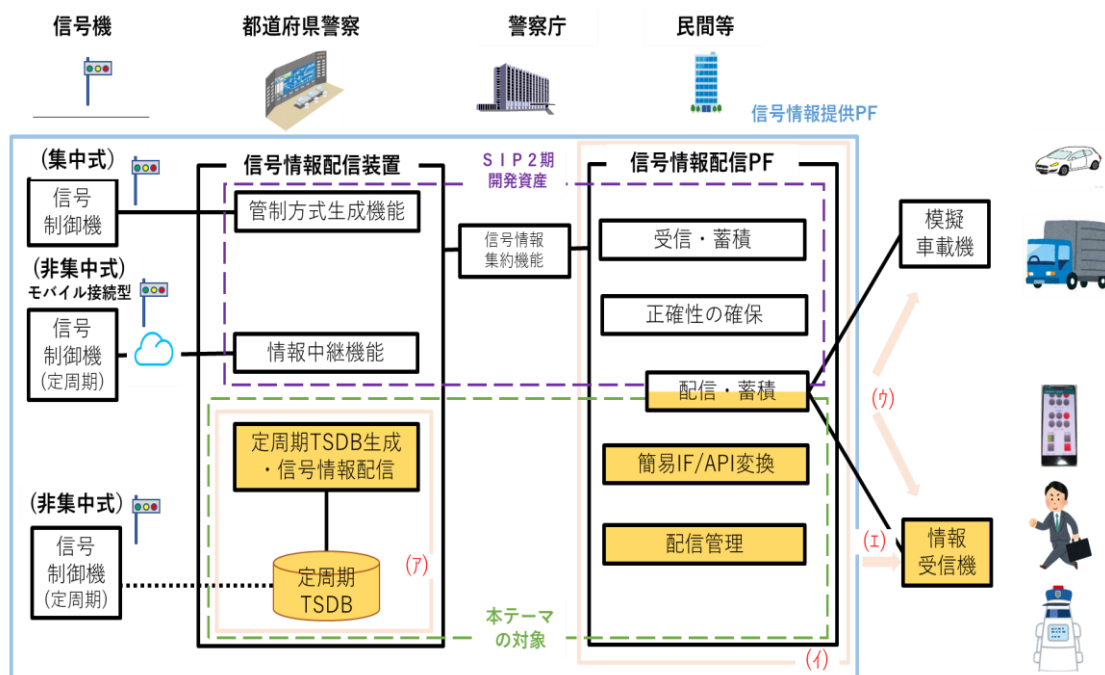 信号機
都道府県警察
警察庁
民間等
信号情報提供PF
(集中式)
信号
制御機
(非集中式)
モバイル接続型
信号
制御機
(定周期)
(非集中式)
信号
制御機
(定周期)
信号情報配信装置
SIP2期
開発資産
管制方式生成機能
情報中継機能
定周期TSDB生成
・信号情報配信
定周期
TSDB
(ア)
本テーマ
の対象
信号情報
集約機能
信号情報配信PF
受信・蓄積
正確性の確保
配信・蓄積
簡易IF/API変換
配信管理
(イ)
模擬
車載機
(ウ)
(エ)
情報
受信機